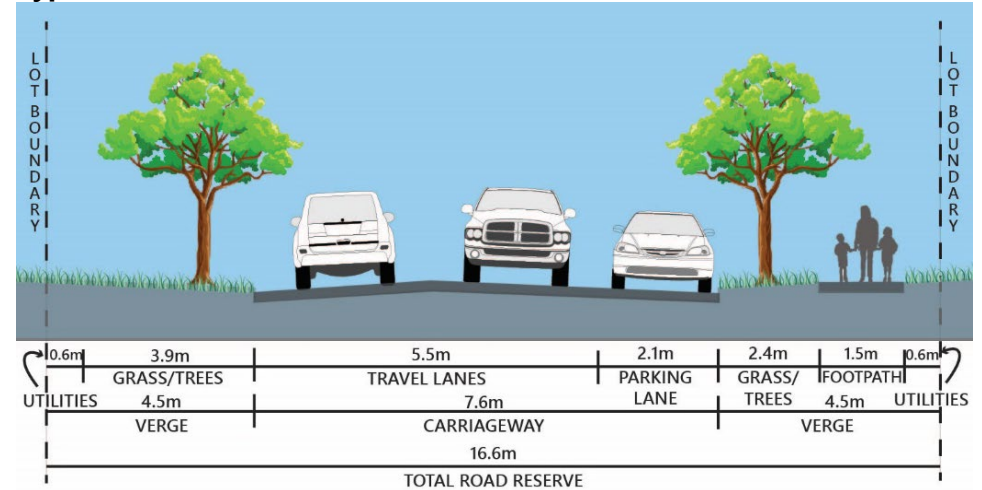 LOT BOUNDARY
LOT BOUNDARY
0.6m 3.9m 5.5m 2.1m 2.4m 1.5m 0.6m
GRASS/TREES TRAVEL LANES PARKING LANE GRASS/ TREES FOOTPATH
UTILITIES 4.5m 7.6m 4.5m UTILITIES
VERGE CARRIAGEWAY VERGE
16.6m
TOTAL ROAD RESERVE